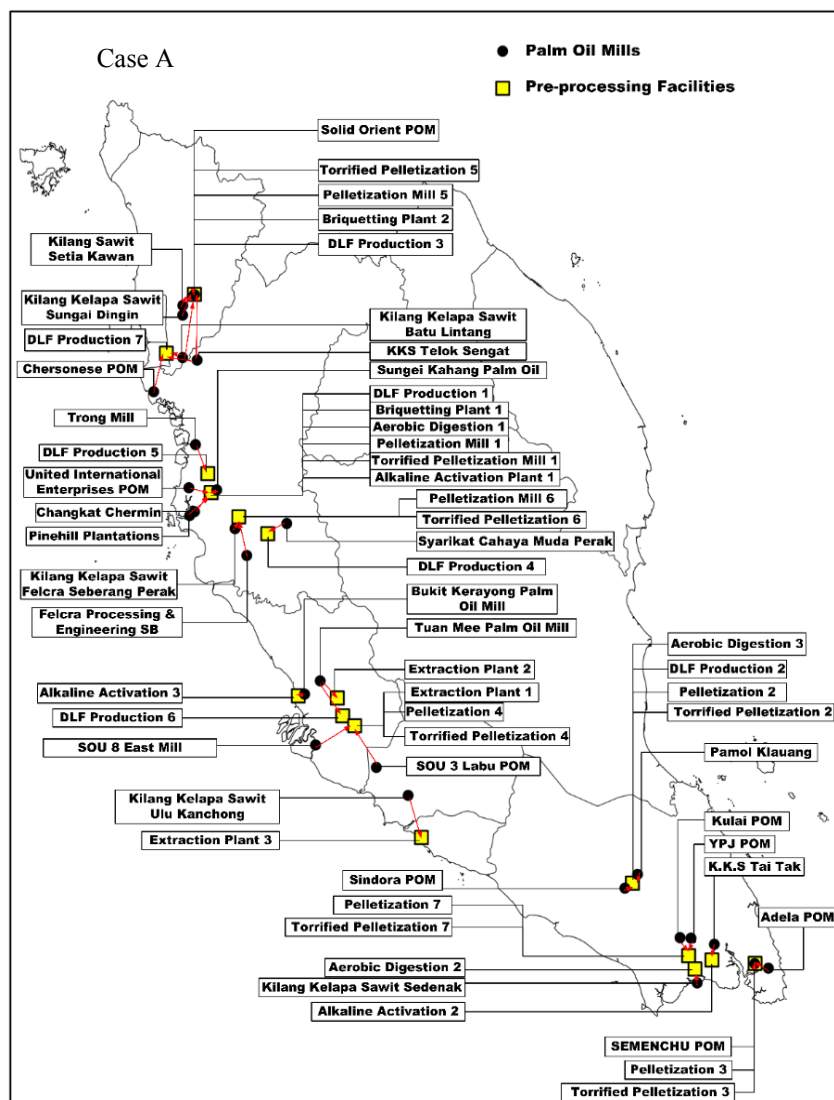 Case A
Palm Oil Mills
Pre-processing Facilities
Solid Orient POM
Torrified Pelletization 5
Pelletization Mill 5
Briquetting Plant 2
DLF Production 3
Kilang Sawit
Setia Kawan
Kilang Kelapa Sawit
Sungai Dingin
DLF Production 7
Chersonese POM
Kilang Kelapa Sawit
Batu Lintang
KKS Telok Sengat
Sungei Kahang Palm Oil
DLF Production 1
Briquetting Plant 1
Aerobic Digestion 1
Pelletization Mill 1
Torrified Pelletization Mill 1
Alkaline Activation Plant 1
Trong Mill
DLF Production 5
United International
Enterprises POM
Changkat Chermin
Pinehill Plantations
Pelletization Mill 6
Torrified Pelletization 6
Syarikat Cahaya Muda Perak
DLF Production 4
Kilang Kelapa Sawit
Felcra Seberang Perak
Felcra Processing &
Engineering SB
Bukit Kerayong Palm
Oil Mill
Tuan Mee Palm Oil Mill
Extraction Plant 2
Extraction Plant 1
Pelletization 4
Torrified Pelletization 4
Alkaline Activation 3
DLF Production 6
SOU 8 East Mill
SOU 3 Labu POM
Aerobic Digestion 3
DLF Production 2
Pelletization 2
Torrified Pelletization 2
Pamol Klauang
Kilang Kelapa Sawit
Ulu Kanchong
Extraction Plant 3
Kulai POM
YPJ POM
K.K.S Tai Tak
Sindora POM
Adela POM
Pelletization 7
Torrified Pelletization 7
Aerobic Digestion 2
Kilang Kelapa Sawit Sedenak
Alkaline Activation 2
SEMENCHU POM
Pelletization 3
Torrified Pelletization 3